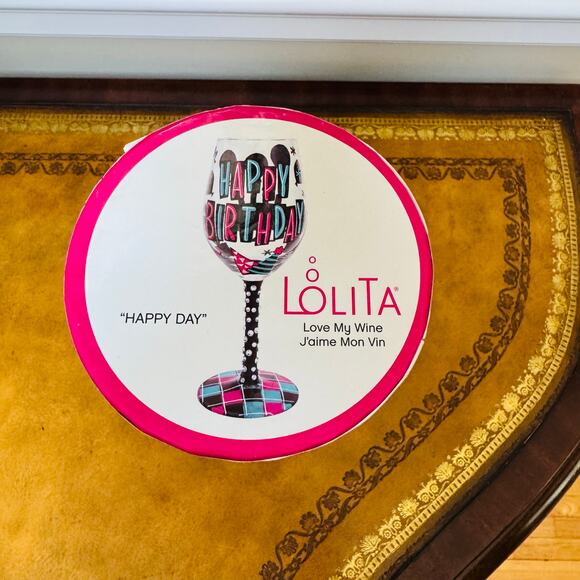 HAPPY
BIRTHDAY
"HAPPY DAY"
LOLITA®
Love My Wine
J'aime Mon Vin